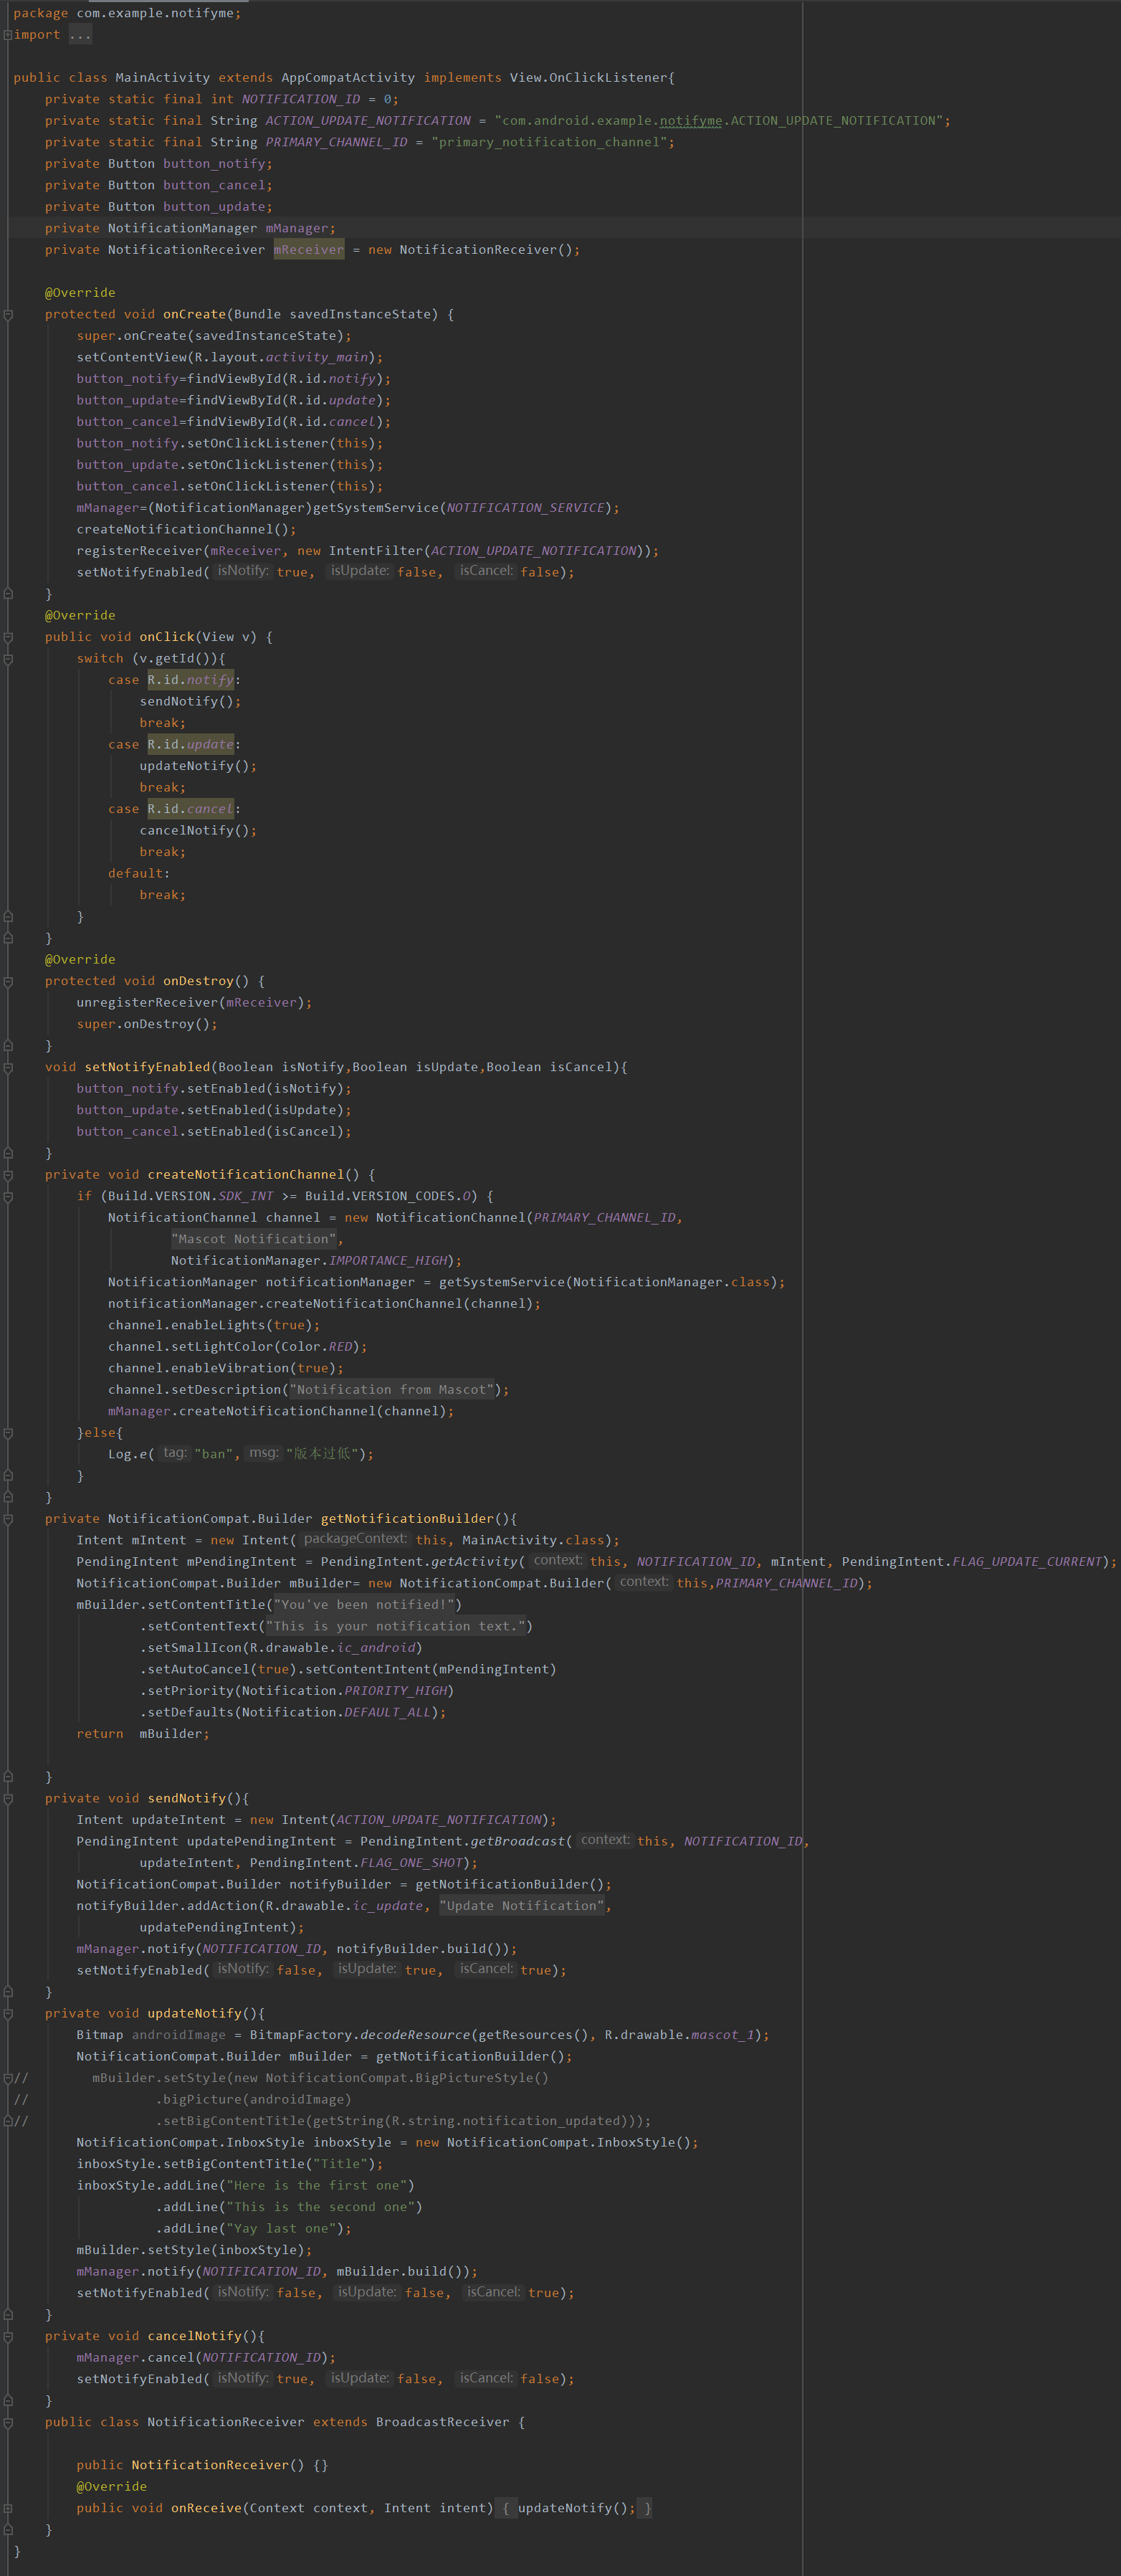 package com.example.notifyme;
import ...
public class MainActivity extends AppCompatActivity implements View.OnClickListener{
    private static final int NOTIFICATION_ID = 0;
    private static final String ACTION_UPDATE_NOTIFICATION = "com.android.example.notifyme.ACTION_UPDATE_NOTIFICATION";
    private static final String PRIMARY_CHANNEL_ID = "primary_notification_channel";
    private Button button_notify;
    private Button button_cancel;
    private Button button_update;
    private NotificationManager mManager;
    private NotificationReceiver mReceiver = new NotificationReceiver();
    @Override
    protected void onCreate(Bundle savedInstanceState) {
        super.onCreate(savedInstanceState);
        setContentView(R.layout.activity_main);
        button_notify=findViewById(R.id.notify);
        button_update=findViewById(R.id.update);
        button_cancel=findViewById(R.id.cancel);
        button_notify.setOnClickListener(this);
        button_update.setOnClickListener(this);
        button_cancel.setOnClickListener(this);
        mManager=(NotificationManager)getSystemService(NOTIFICATION_SERVICE);
        createNotificationChannel();
        registerReceiver(mReceiver, new IntentFilter(ACTION_UPDATE_NOTIFICATION));
        setNotifyEnabled( isNotify: true, isUpdate: false, isCancel: false);
    }
    @Override
    public void onClick(View v) {
        switch (v.getId()){
            case R.id.notify:
                sendNotify();
                break;
            case R.id.update:
                updateNotify();
                break;
            case R.id.cancel:
                cancelNotify();
                break;
            default:
                break;
        }
    }
    @Override
    protected void onDestroy() {
        unregisterReceiver(mReceiver);
        super.onDestroy();
    }
    void setNotifyEnabled(Boolean isNotify,Boolean isUpdate,Boolean isCancel){
        button_notify.setEnabled(isNotify);
        button_update.setEnabled(isUpdate);
        button_cancel.setEnabled(isCancel);
    }
    private void createNotificationChannel() {
        if (Build.VERSION.SDK_INT >= Build.VERSION_CODES.O) {
            NotificationChannel channel = new NotificationChannel(PRIMARY_CHANNEL_ID,
                    "Mascot Notification",
                    NotificationManager.IMPORTANCE_HIGH);
            NotificationManager notificationManager = getSystemService(NotificationManager.class);
            notificationManager.createNotificationChannel(channel);
            channel.enableLights(true);
            channel.setLightColor(Color.RED);
            channel.enableVibration(true);
            channel.setDescription("Notification from Mascot");
            mManager.createNotificationChannel(channel);
        }else{
            Log.e( tag: "ban", msg: "版本过低");
        }
    }
    private NotificationCompat.Builder getNotificationBuilder(){
        Intent mIntent = new Intent( packageContext: this, MainActivity.class);
        PendingIntent mPendingIntent = PendingIntent.getActivity( context: this, NOTIFICATION_ID, mIntent, PendingIntent.FLAG_UPDATE_CURRENT);
        NotificationCompat.Builder mBuilder= new NotificationCompat.Builder( context: this,PRIMARY_CHANNEL_ID);
        mBuilder.setContentTitle("You've been notified!")
                .setContentText("This is your notification text.")
                .setSmallIcon(R.drawable.ic_android)
                .setAutoCancel(true).setContentIntent(mPendingIntent)
                .setPriority(Notification.PRIORITY_HIGH)
                .setDefaults(Notification.DEFAULT_ALL);
        return  mBuilder;
    }
    private void sendNotify(){
        Intent updateIntent = new Intent(ACTION_UPDATE_NOTIFICATION);
        PendingIntent updatePendingIntent = PendingIntent.getBroadcast( context: this, NOTIFICATION_ID,
                updateIntent, PendingIntent.FLAG_ONE_SHOT);
        NotificationCompat.Builder notifyBuilder = getNotificationBuilder();
        notifyBuilder.addAction(R.drawable.ic_update, "Update Notification",
                updatePendingIntent);
        mManager.notify(NOTIFICATION_ID, notifyBuilder.build());
        setNotifyEnabled( isNotify: false, isUpdate: true, isCancel: true);
    }
    private void updateNotify(){
        Bitmap androidImage = BitmapFactory.decodeResource(getResources(), R.drawable.mascot_1);
        NotificationCompat.Builder mBuilder = getNotificationBuilder();
//        mBuilder.setStyle(new NotificationCompat.BigPictureStyle()
//                .bigPicture(androidImage)
//                .setBigContentTitle(getString(R.string.notification_updated)));
        NotificationCompat.InboxStyle inboxStyle = new NotificationCompat.InboxStyle();
        inboxStyle.setBigContentTitle("Title");
        inboxStyle.addLine("Here is the first one")
                  .addLine("This is the second one")
                  .addLine("Yay last one");
        mBuilder.setStyle(inboxStyle);
        mManager.notify(NOTIFICATION_ID, mBuilder.build());
        setNotifyEnabled( isNotify: false, isUpdate: false, isCancel: true);
    }
    private void cancelNotify(){
        mManager.cancel(NOTIFICATION_ID);
        setNotifyEnabled( isNotify: true, isUpdate: false, isCancel: false);
    }
    public class NotificationReceiver extends BroadcastReceiver {
        public NotificationReceiver() {}
        @Override
        public void onReceive(Context context, Intent intent) { updateNotify(); }
    }
}